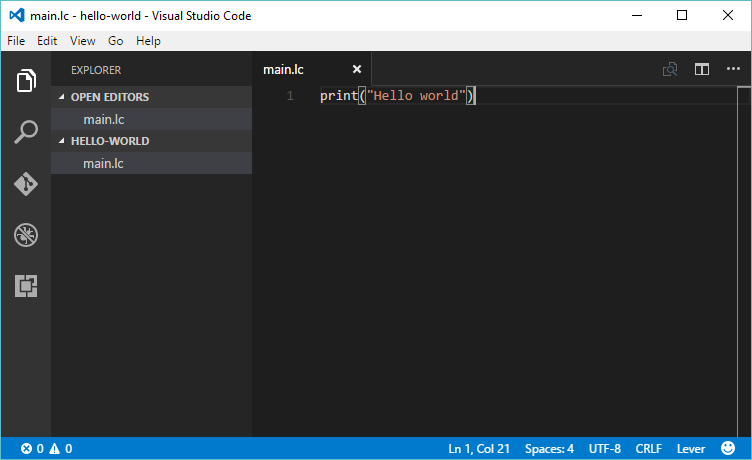 main.lc - hello-world - Visual Studio Code
File Edit View Go Help
EXPLORER
OPEN EDITORS
main.lc
HELLO-WORLD
main.lc
main.lc
1 print("Hello world")
0 0 Ln 1, Col 21 Spaces: 4 UTF-8 CRLF Lever